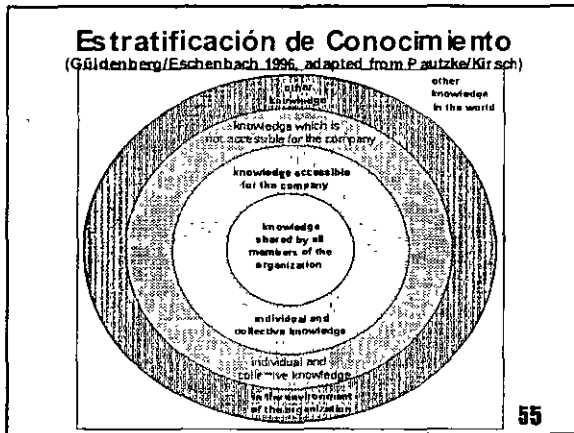 Estratificación de Conocimiento
(Güldenberg/Eschenbach 1996, adapted from Pautzke/Kirsch)
other
knowledge
in the world
other
knowledge
knowledge which is
not accessible for the company
knowledge accessible
for the company
knowledge
shared by all
members of the
organization
individual and
collective knowledge
individual and
collective knowledge
in the environment
of the organization
55